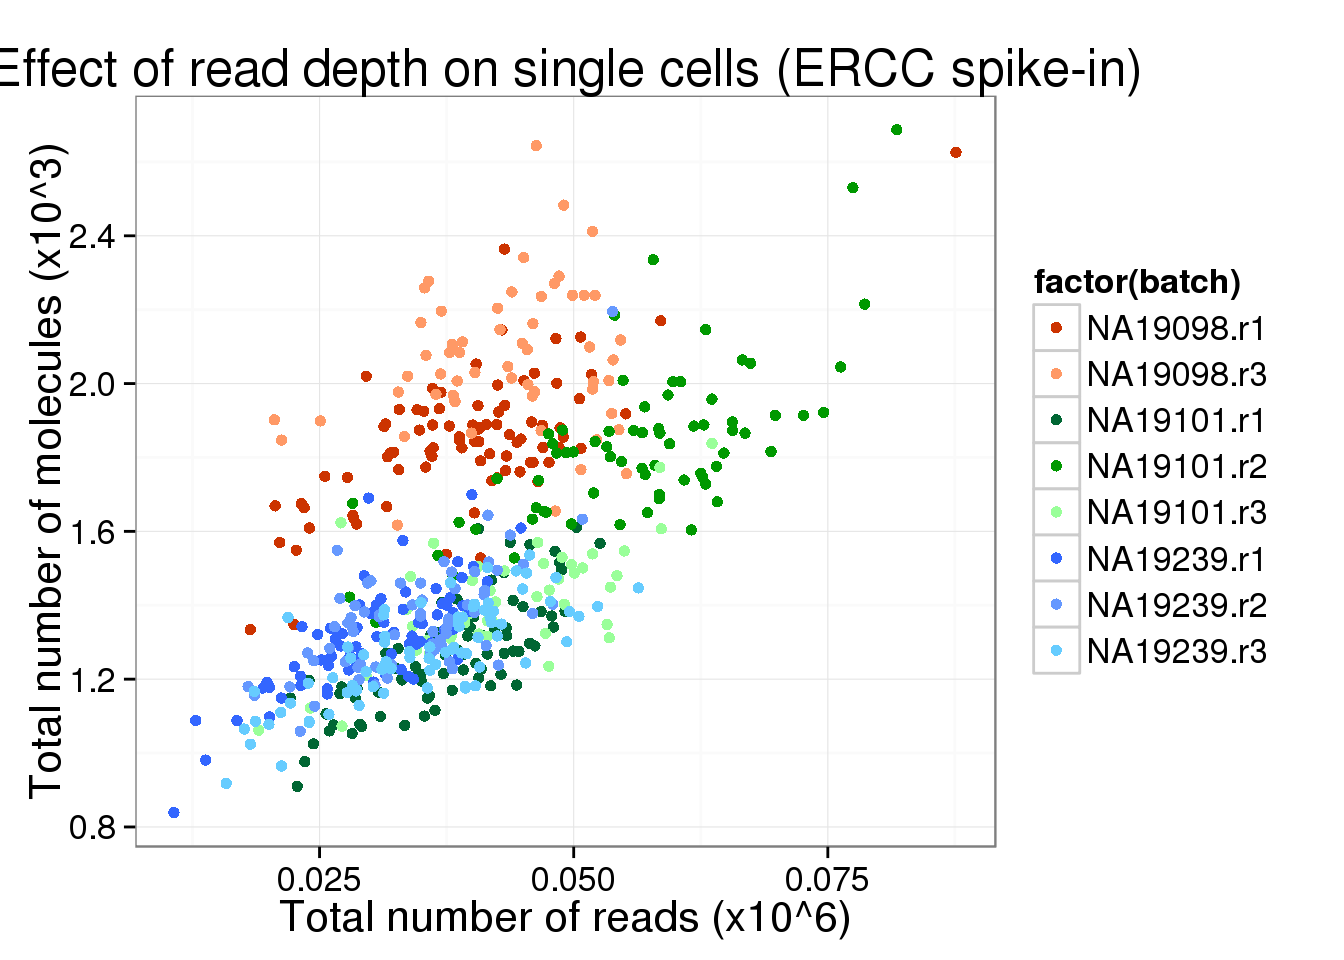 Effect of read depth on single cells (ERCC spike-in)
Total number of molecules (x10^3)
2.4
2.0
1.6
1.2
0.8
0.025
0.050
0.075
Total number of reads (x10^6)
factor(batch)
NA19098.r1
NA19098.r3
NA19101.r1
NA19101.r2
NA19101.r3
NA19239.r1
NA19239.r2
NA19239.r3